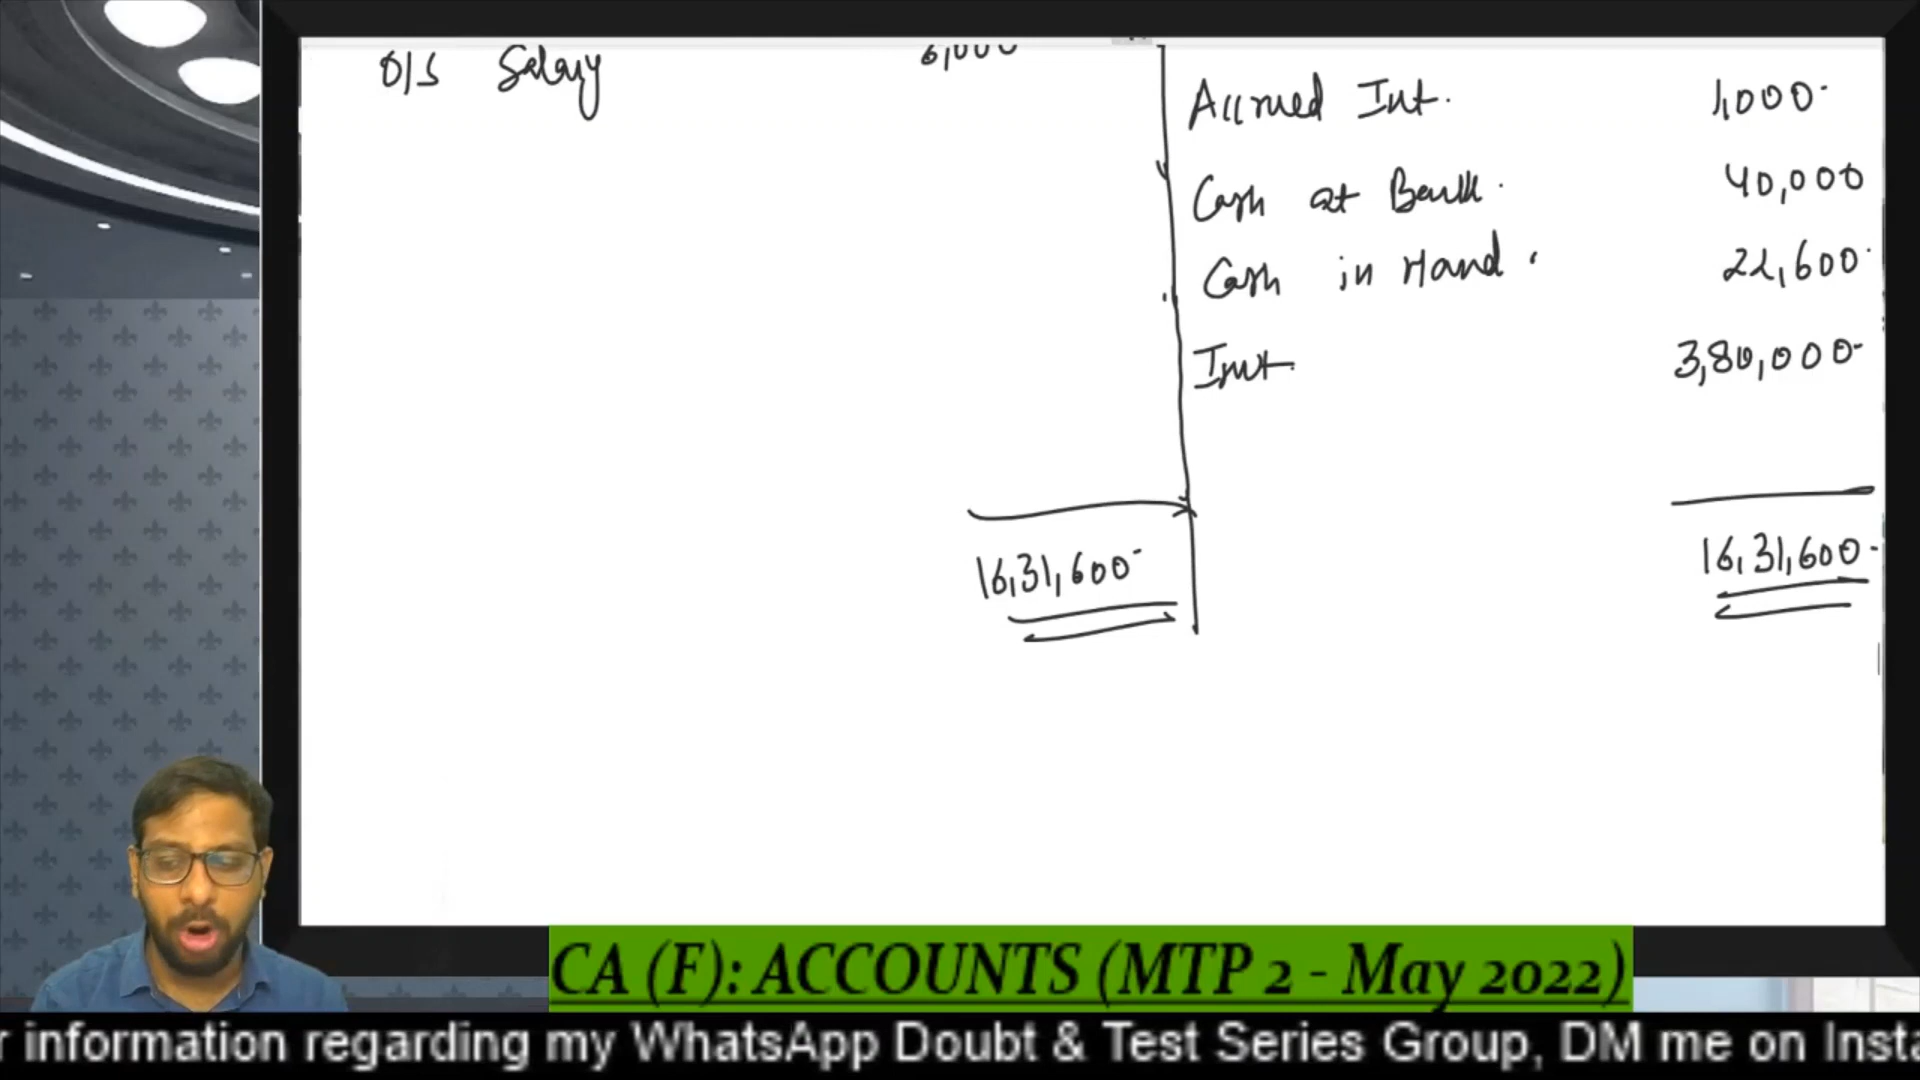 O/S Salary 6,000
Accrued Int. 1,000
Cash at Bank. 40,000
Cash in Hand. 22,600
Invt. 3,80,000
16,31,600 16,31,600
CA (F): ACCOUNTS (MTP 2 - May 2022)
r information regarding my WhatsApp Doubt & Test Series Group, DM me on Insta